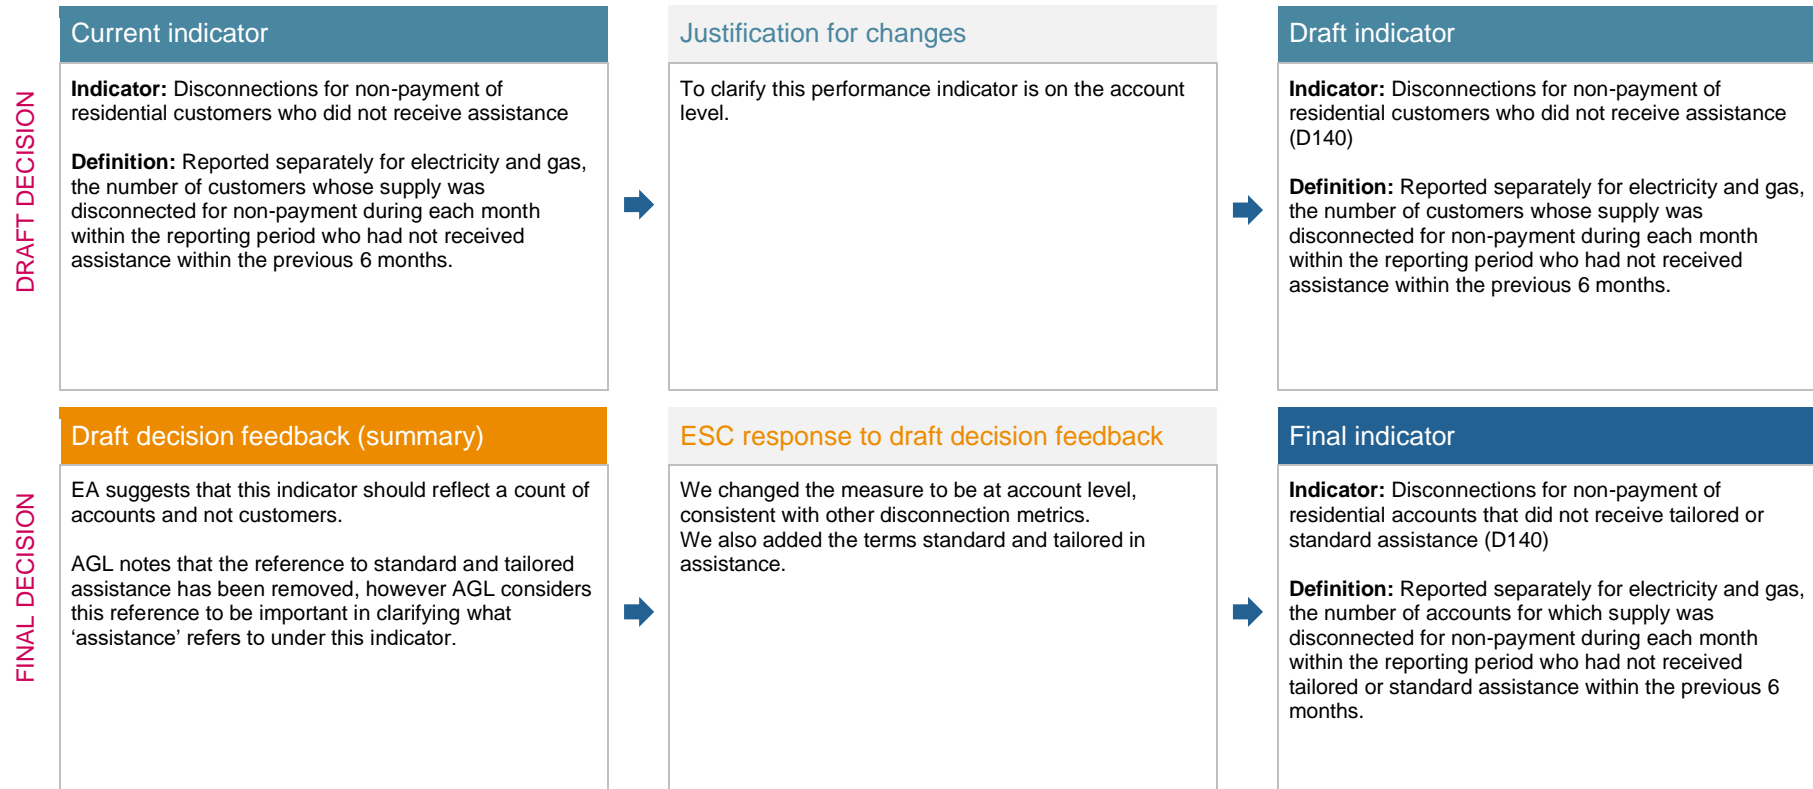 DRAFT DECISION
Current indicator
Indicator: Disconnections for non-payment of
residential customers who did not receive assistance
Definition: Reported separately for electricity and gas,
the number of customers whose supply was
disconnected for non-payment during each month
within the reporting period who had not received
assistance within the previous 6 months.
Justification for changes
To clarify this performance indicator is on the account
level.
Draft indicator
Indicator: Disconnections for non-payment of
residential customers who did not receive assistance
(D140)
Definition: Reported separately for electricity and gas,
the number of customers whose supply was
disconnected for non-payment during each month
within the reporting period who had not received
assistance within the previous 6 months.
FINAL DECISION
Draft decision feedback (summary)
EA suggests that this indicator should reflect a count of
accounts and not customers.
AGL notes that the reference to standard and tailored
assistance has been removed, however AGL considers
this reference to be important in clarifying what
‘assistance’ refers to under this indicator.
ESC response to draft decision feedback
We changed the measure to be at account level,
consistent with other disconnection metrics.
We also added the terms standard and tailored in
assistance.
Final indicator
Indicator: Disconnections for non-payment of
residential accounts that did not receive tailored or
standard assistance (D140)
Definition: Reported separately for electricity and gas,
the number of accounts for which supply was
disconnected for non-payment during each month
within the reporting period who had not received
tailored or standard assistance within the previous 6
months.